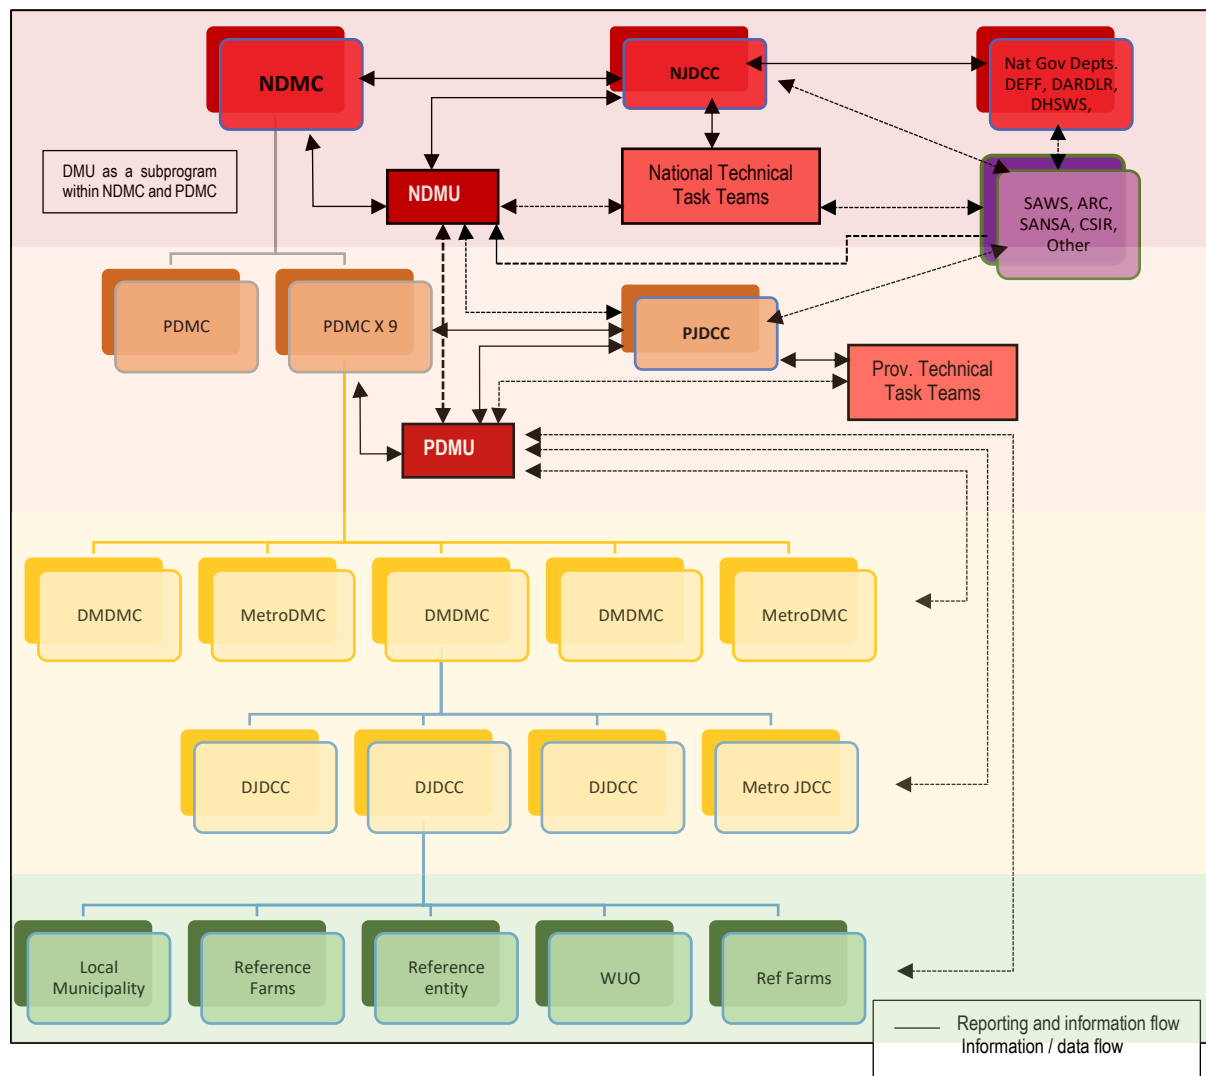 NDMC
NJDCC
Nat Gov Depts.
DEFF, DARDLR,
DHSWS,
DMU as a subprogram
within NDMC and PDMC
NDMU
National Technical
Task Teams
SAWS, ARC,
SANSA, CSIR,
Other
PDMC
PDMC X 9
PJDCC
Prov. Technical
Task Teams
PDMU
DMDMC
MetroDMC
DMDMC
DMDMC
MetroDMC
DJDCC
DJDCC
DJDCC
Metro JDCC
Local
Municipality
Reference
Farms
Reference
entity
WUO
Ref Farms
Reporting and information flow
Information / data flow